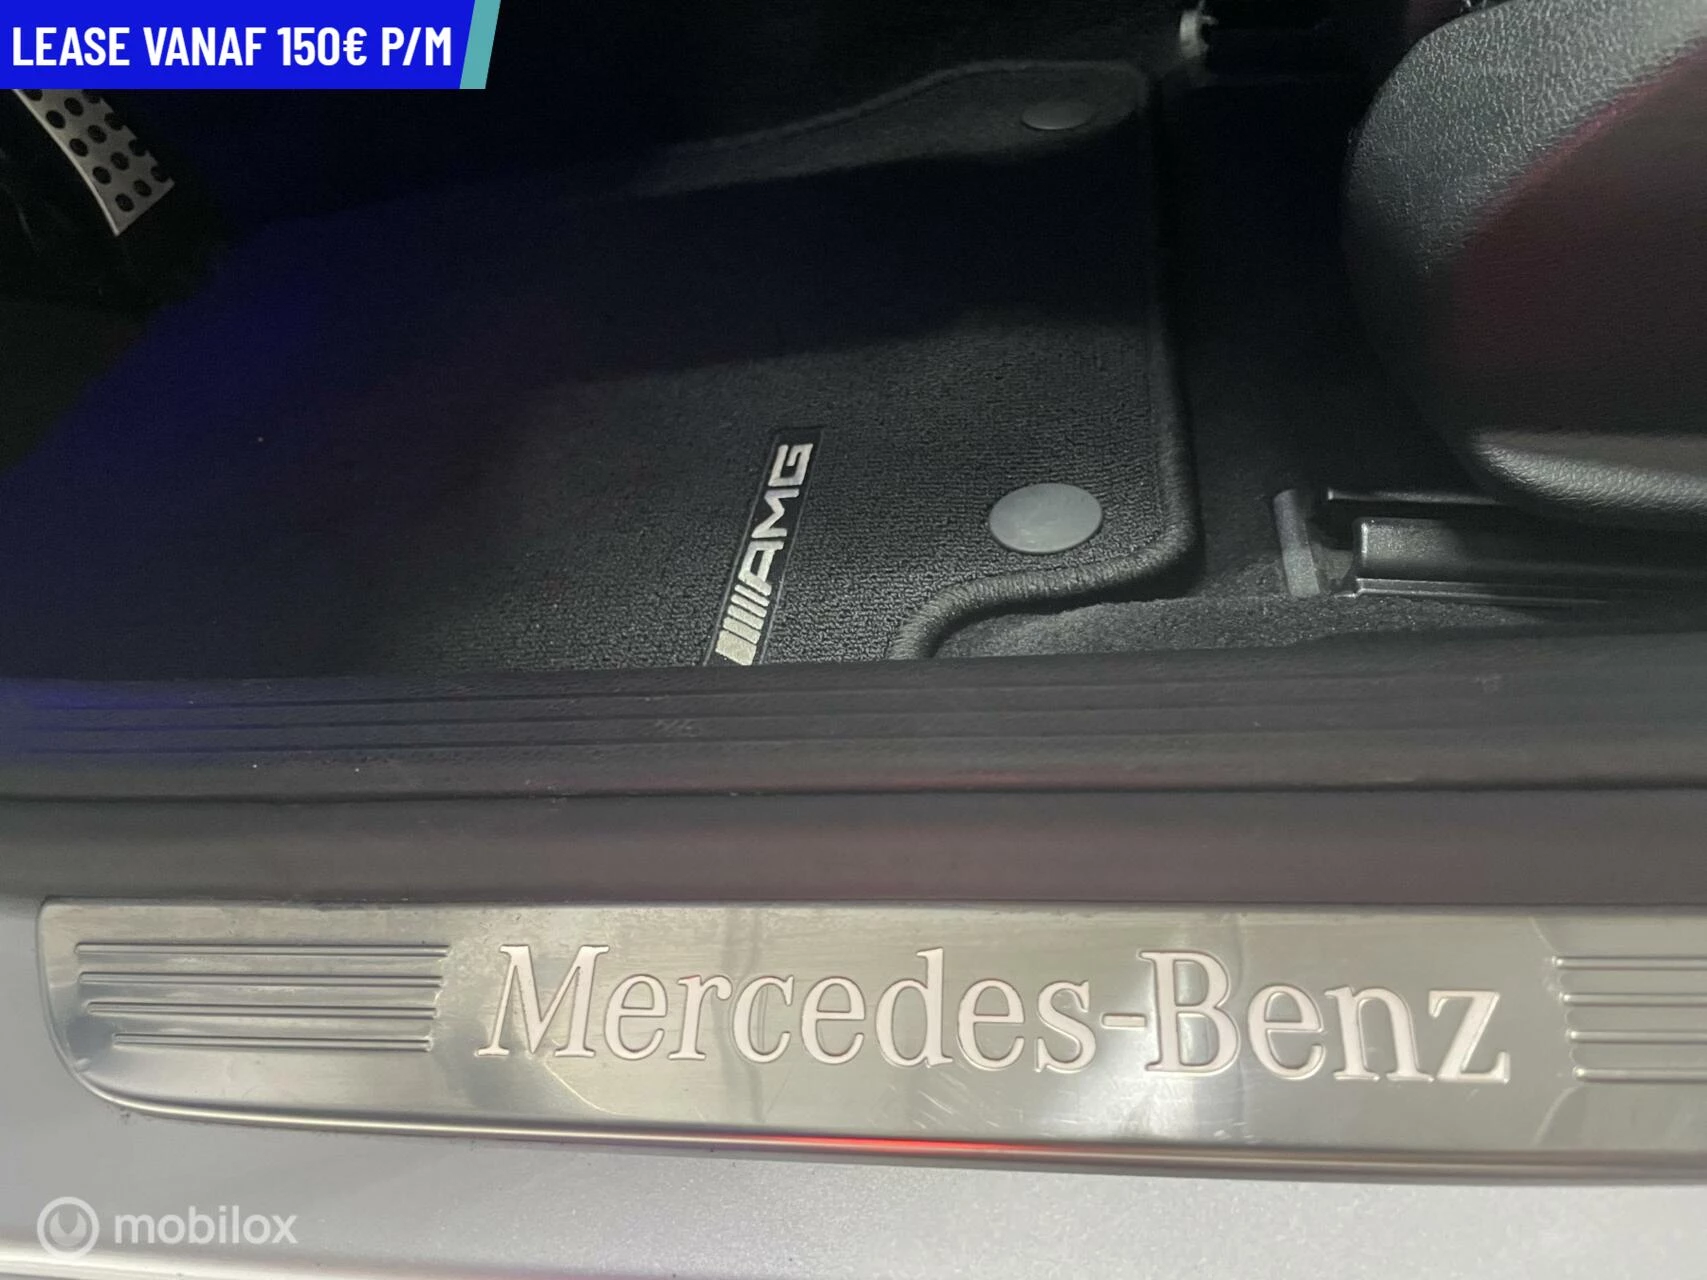 LEASE VANAF 150€ P/M
AMG
Mercedes-Benz
mobilox